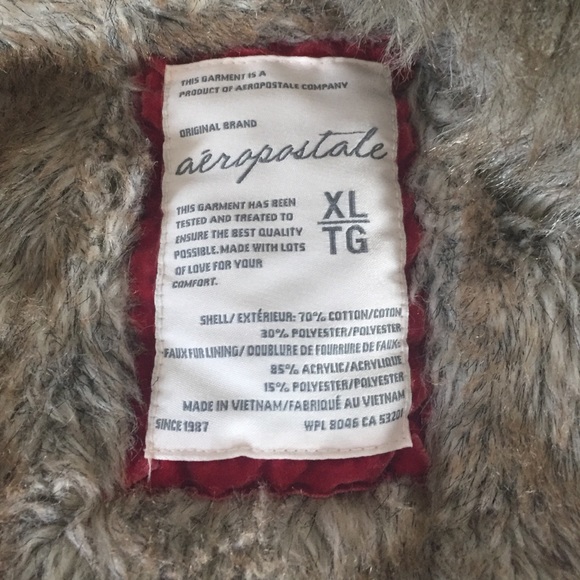 THIS GARMENT IS A
PRODUCT OF AEROPOSTALE COMPANY
ORIGINAL BRAND
aéropostale
THIS GARMENT HAS BEEN
TESTED AND TREATED TO
ENSURE THE BEST QUALITY
POSSIBLE. MADE WITH LOTS
OF LOVE FOR YOUR
COMFORT.
XL
TG
SHELL/ EXTÉRIEUR: 70% COTTON/COTON,
30% POLYESTER/POLYESTER
FAUX FUR LINING/ DOUBLURE DE FOURRURE DE FAUX:
85% ACRYLIC/ACRYLIQUE
15% POLYESTER/POLYESTER
MADE IN VIETNAM/FABRIQUÉ AU VIETNAM
SINCE 1987
WPL 8046 CA 53201